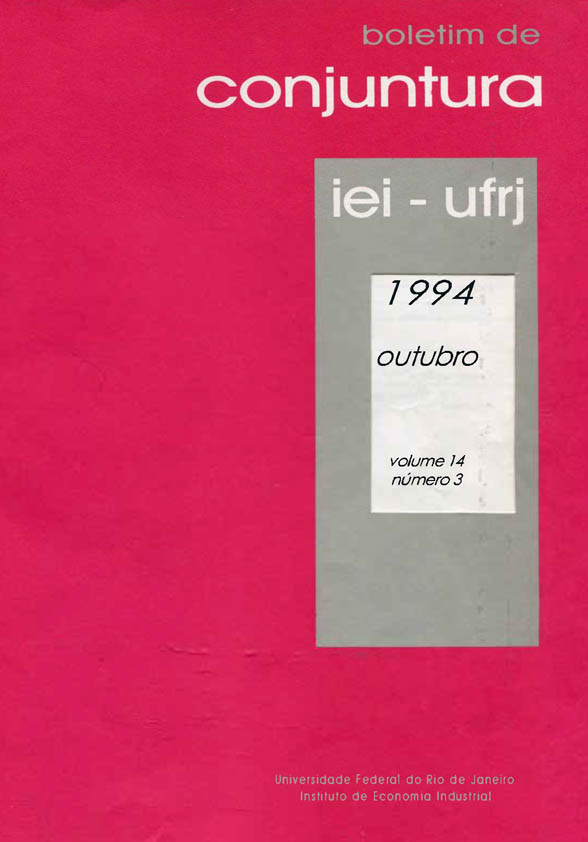 boletim de
conjuntura
iei - ufrj
1994
outubro
volume 14
número 3
Universidade Federal do Rio de Janeiro
Instituto de Economia Industrial